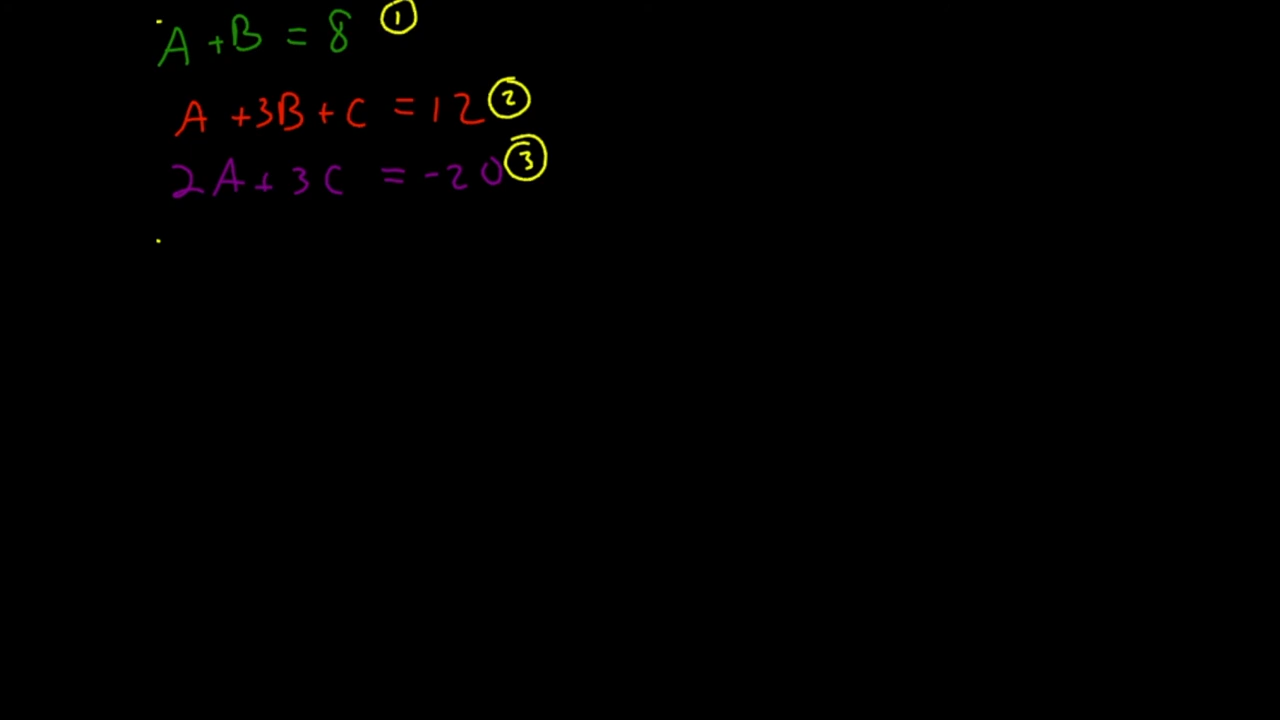 A + B = 8 ①
A + 3B + C = 12 ②
2A + 3C = -20 ③